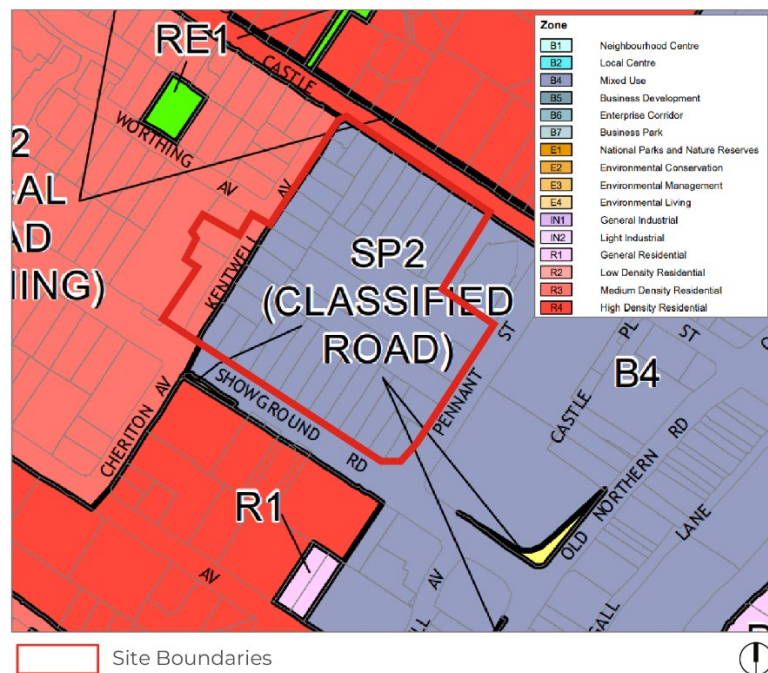 RE1
CASTLE
WORTHING
AV
AV
2
CAL
AD
NING)
KENTWELL
SP2
(CLASSIFIED
ROAD)
SHOWGROUND
RD
CHERITON AV
PENNANT ST
B4
PL
ST
CASTLE
OLD NORTHERN RD
LANE
R1
AV
AV
Zone
B1 Neighbourhood Centre
B2 Local Centre
B4 Mixed Use
B5 Business Development
B6 Enterprise Corridor
B7 Business Park
E1 National Parks and Nature Reserves
E2 Environmental Conservation
E3 Environmental Management
E4 Environmental Living
IN1 General Industrial
IN2 Light Industrial
R1 General Residential
R2 Low Density Residential
R3 Medium Density Residential
R4 High Density Residential
Site Boundaries